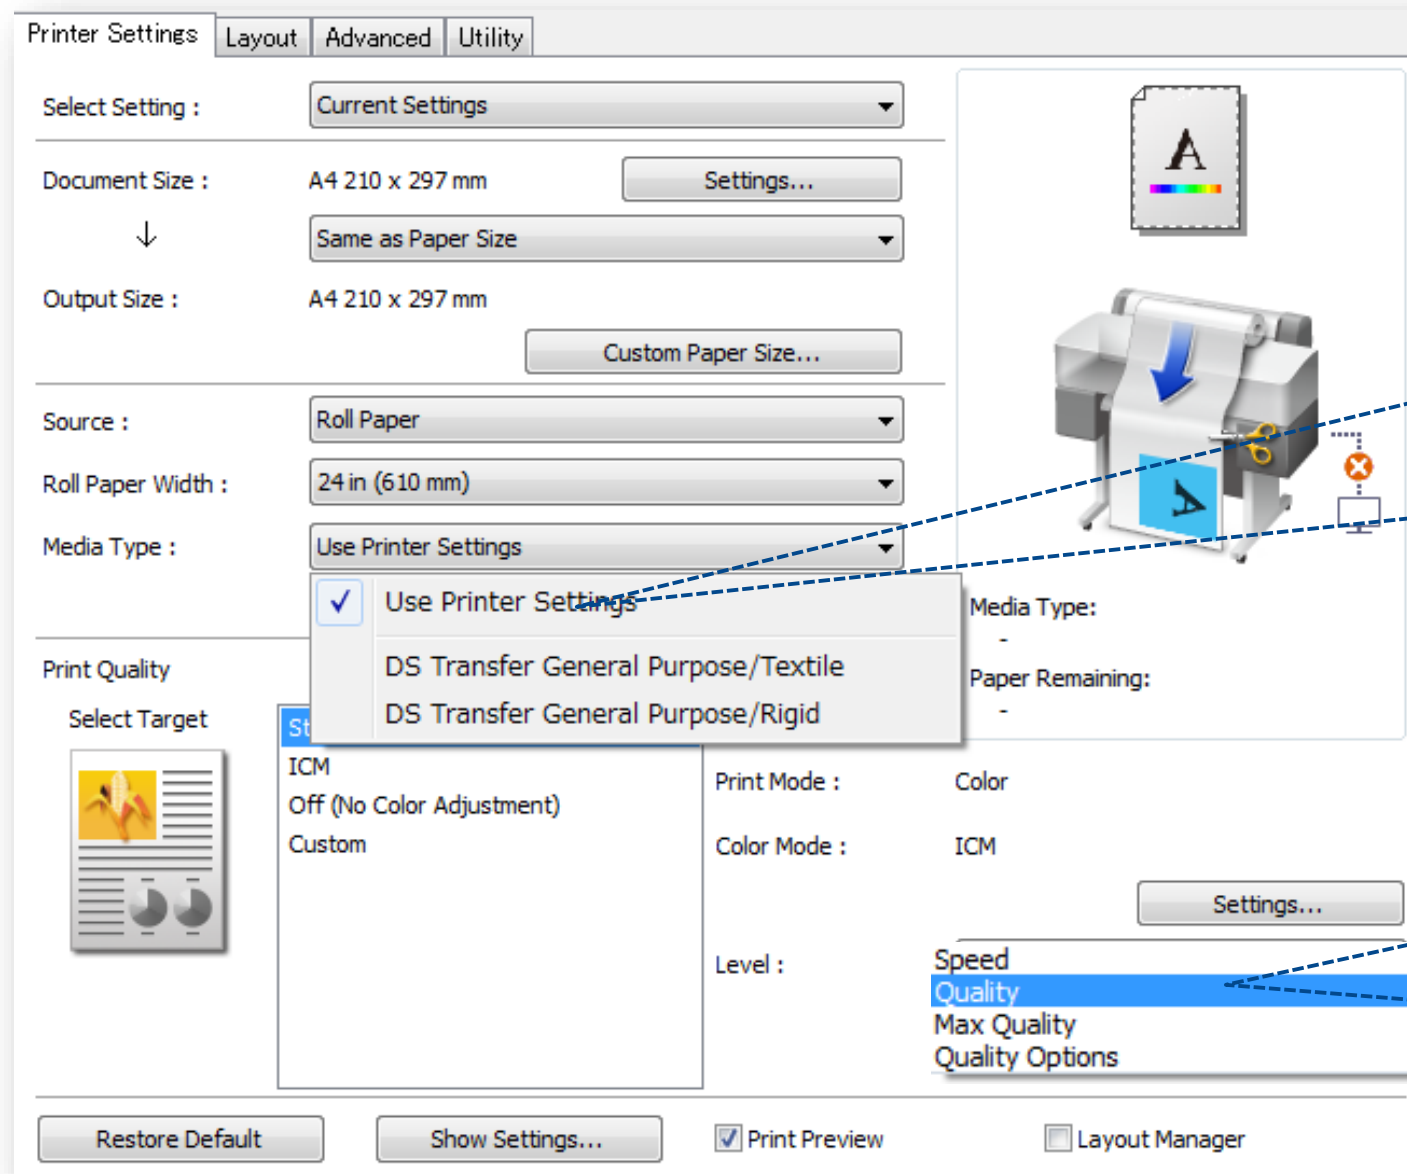 Printer Settings Layout Advanced Utility
Select Setting : Current Settings
Document Size : A4 210 x 297 mm Settings...
Same as Paper Size
Output Size : A4 210 x 297 mm
Custom Paper Size...
Source : Roll Paper
Roll Paper Width : 24 in (610 mm)
Media Type : Use Printer Settings
Use Printer Settings
DS Transfer General Purpose/Textile
DS Transfer General Purpose/Rigid
A
A
Media Type:
-
Paper Remaining:
-
Print Quality
Select Target
St
ICM
Off (No Color Adjustment)
Custom
Print Mode : Color
Color Mode : ICM
Settings...
Level :
Speed
Quality
Max Quality
Quality Options
Restore Default Show Settings... Print Preview Layout Manager